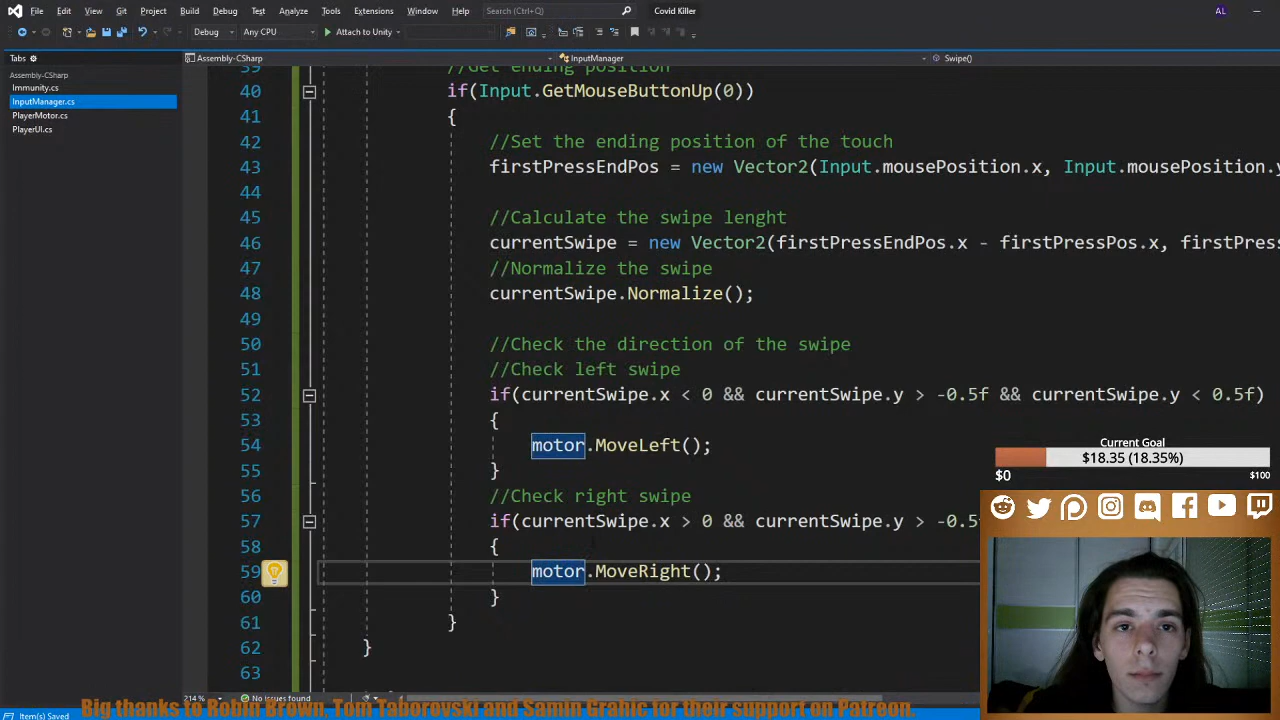 File Edit View Git Project Build Debug Test Analyze Tools Extensions Window Help Search (Ctrl+Q) Covid Killer AL
Debug Any CPU Attach to Unity
Tabs Assembly-CSharp InputManager Swipe()
Assembly-CSharp
Immunity.cs
InputManager.cs
PlayerMotor.cs
PlayerUI.cs
39 //Get ending position
40 if(Input.GetMouseButtonUp(0))
41 {
42 //Set the ending position of the touch
43 firstPressEndPos = new Vector2(Input.mousePosition.x, Input.mousePosition.y
44
45 //Calculate the swipe lenght
46 currentSwipe = new Vector2(firstPressEndPos.x - firstPressPos.x, firstPress
47 //Normalize the swipe
48 currentSwipe.Normalize();
49
50 //Check the direction of the swipe
51 //Check left swipe
52 if(currentSwipe.x < 0 && currentSwipe.y > -0.5f && currentSwipe.y < 0.5f)
53 {
54 motor.MoveLeft();
55 }
56 //Check right swipe
57 if(currentSwipe.x > 0 && currentSwipe.y > -0.5f
58 {
59 motor.MoveRight();
60 }
61 }
62 }
63
Current Goal
$18.35 (18.35%)
$0 $100
214 % No issues found
Item(s) Saved
Big thanks to Robin Brown, Tom Taborovski and Samin Grahic for their support on Patreon.